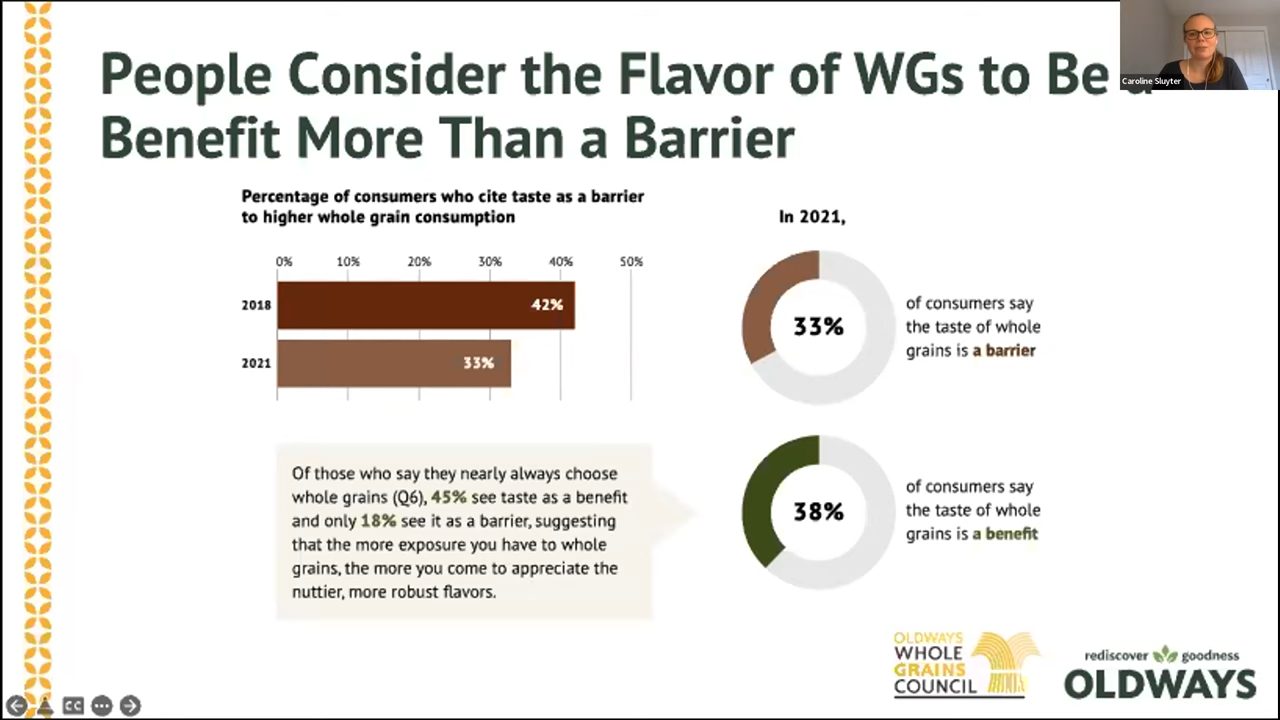 People Consider the Flavor of WGs to Be a
Benefit More Than a Barrier
Caroline Sluyter
Percentage of consumers who cite taste as a barrier
to higher whole grain consumption
0% 10% 20% 30% 40% 50%
2018 42%
2021 33%
In 2021,
33%
of consumers say
the taste of whole
grains is a barrier
Of those who say they nearly always choose
whole grains (Q6), 45% see taste as a benefit
and only 18% see it as a barrier, suggesting
that the more exposure you have to whole
grains, the more you come to appreciate the
nuttier, more robust flavors.
38%
of consumers say
the taste of whole
grains is a benefit
OLDWAYS
WHOLE
GRAINS
COUNCIL
rediscover goodness
OLDWAYS
CC